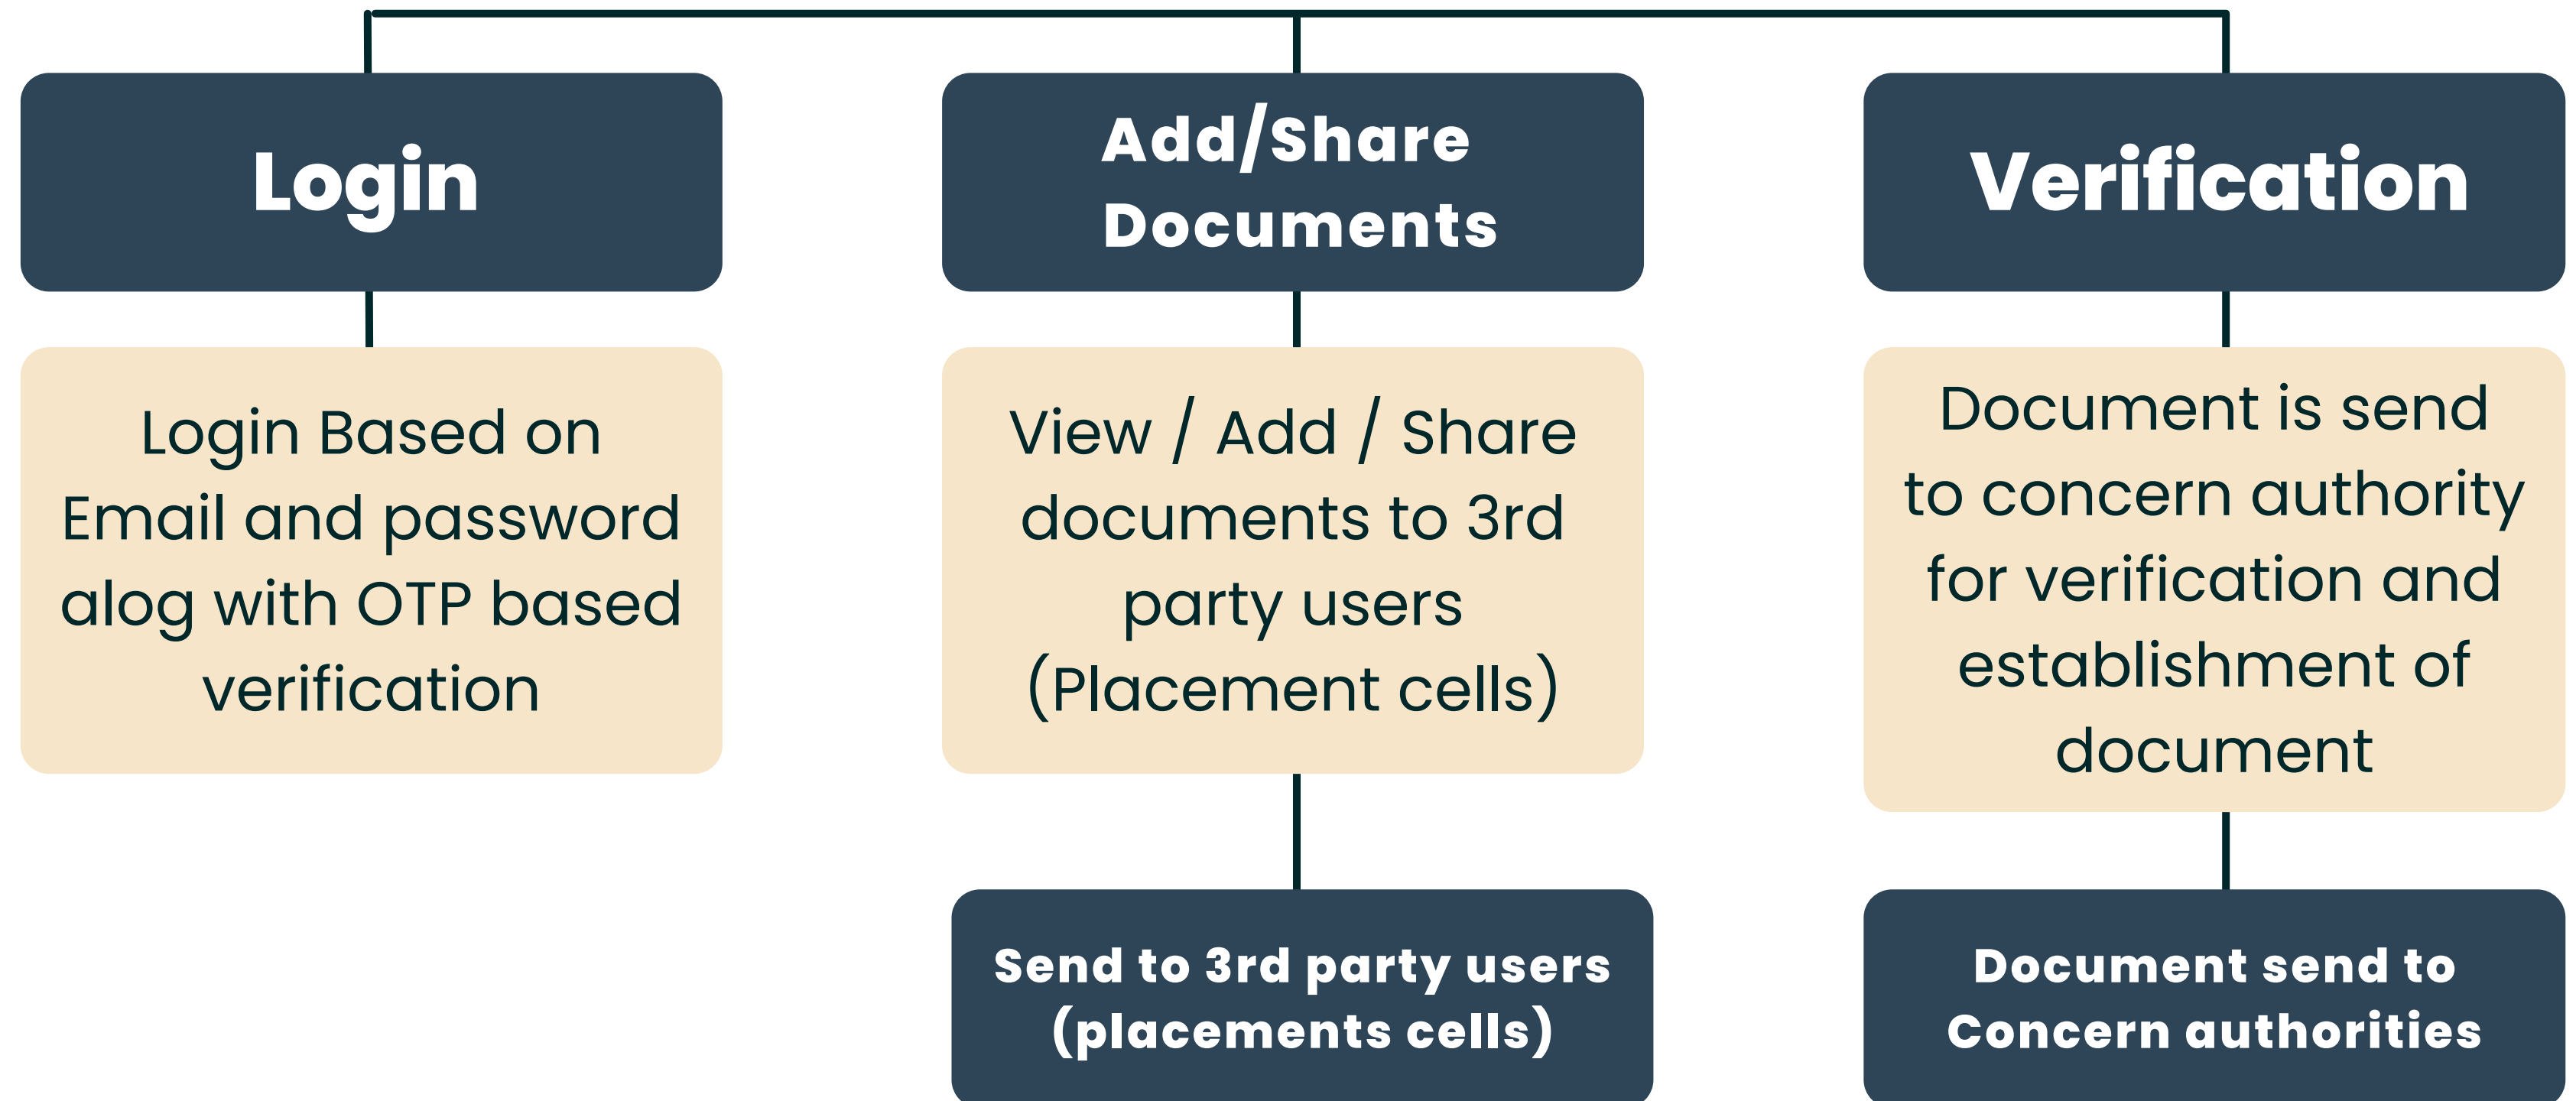 Login
Add/Share
Documents
Verification
Login Based on
Email and password
alog with OTP based
verification
View / Add / Share
documents to 3rd
party users
(Placement cells)
Document is send
to concern authority
for verification and
establishment of
document
Send to 3rd party users
(placements cells)
Document send to
Concern authorities